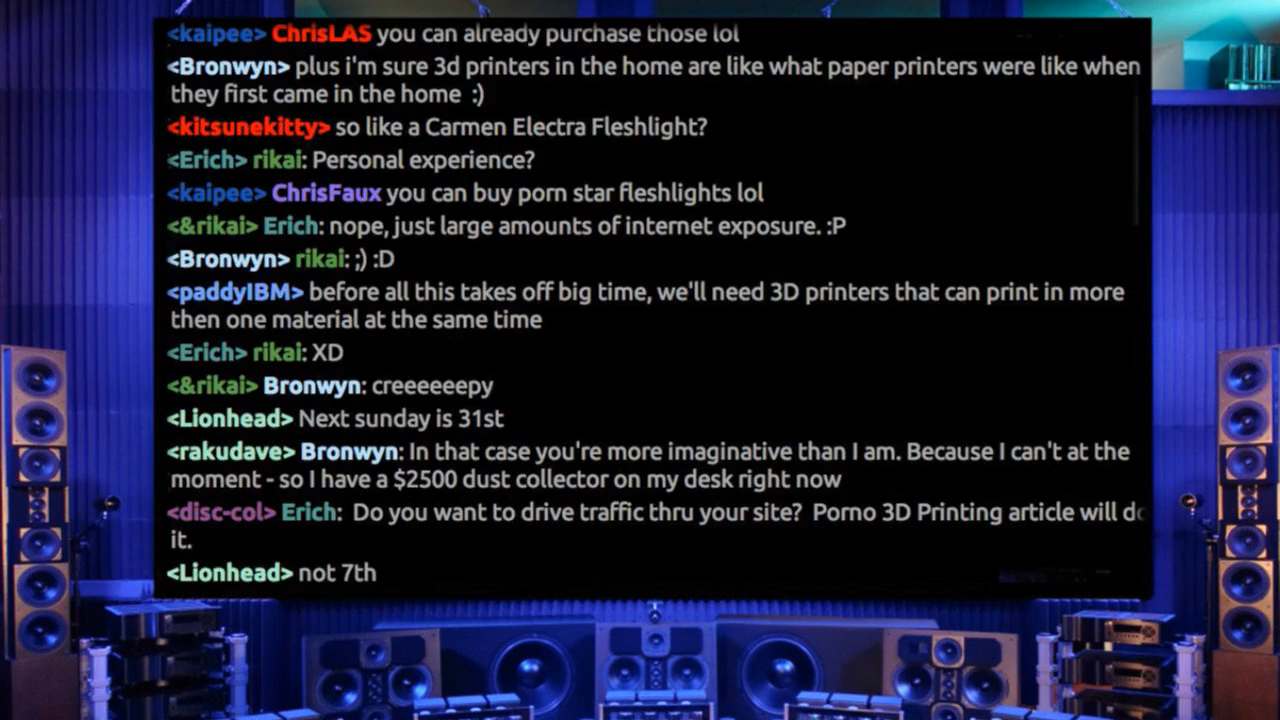 <kaipee> ChrisLAS you can already purchase those lol
<Bronwyn> plus i'm sure 3d printers in the home are like what paper printers were like when
they first came in the home :)
<kitsunekitty> so like a Carmen Electra Fleshlight?
<Erich> rikai: Personal experience?
<kaipee> ChrisFaux you can buy porn star fleshlights lol
<&rikai> Erich: nope, just large amounts of internet exposure. :P
<Bronwyn> rikai: ;) :D
<paddyIBM> before all this takes off big time, we'll need 3D printers that can print in more
then one material at the same time
<Erich> rikai: XD
<&rikai> Bronwyn: creeeeeepy
<Lionhead> Next sunday is 31st
<rakudave> Bronwyn: In that case you're more imaginative than I am. Because I can't at the
moment - so I have a $2500 dust collector on my desk right now
<disc-col> Erich:  Do you want to drive traffic thru your site?  Porno 3D Printing article will do
it.
<Lionhead> not 7th